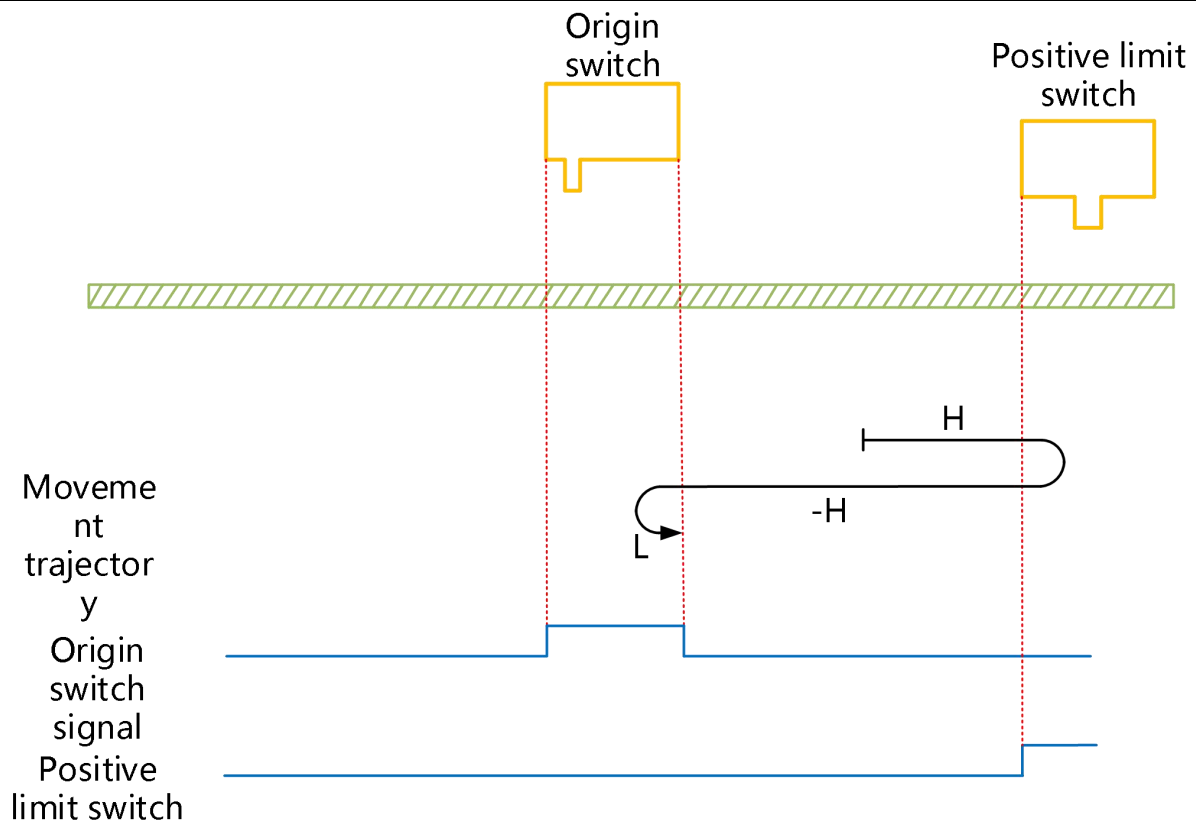 Origin
switch
Positive limit
switch
H
-H
L
Moveme
nt
trajector
y
Origin
switch
signal
Positive
limit switch